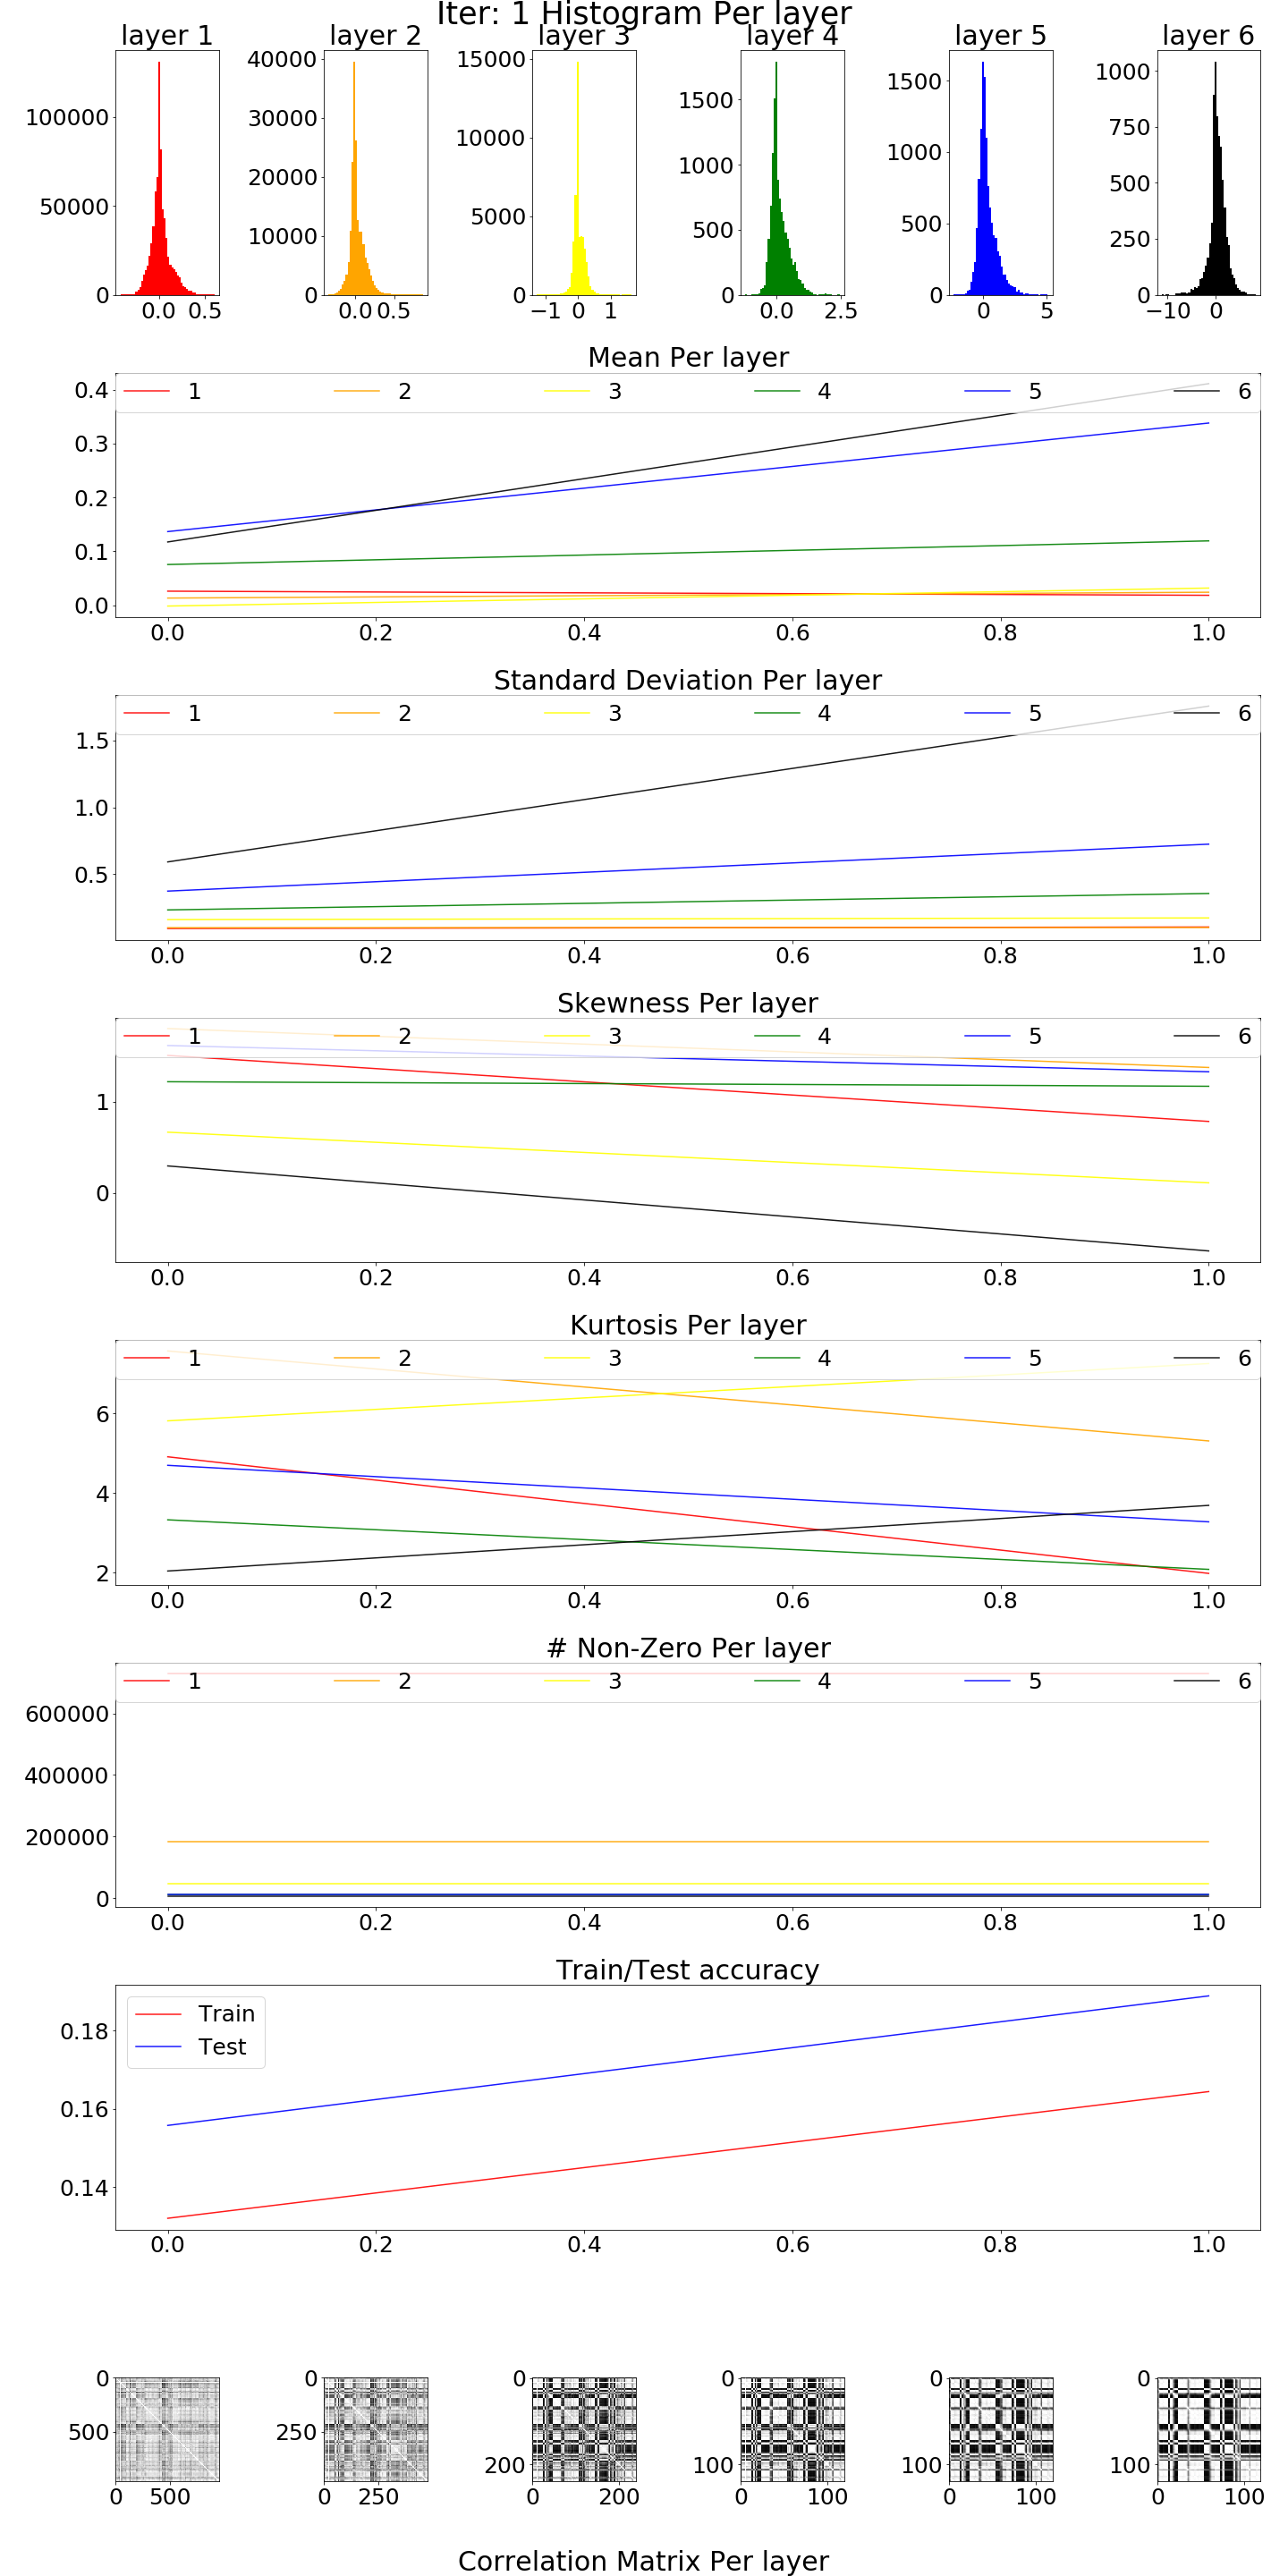 Iter: 1 Histogram Per layer
layer 1 layer 2 layer 3 layer 4 layer 5 layer 6
100000 50000 0 0.0 0.5
40000 30000 20000 10000 0 0.0 0.5
15000 10000 5000 0 −1 0 1
1500 1000 500 0 0.0 2.5
1500 1000 500 0 0 5
1000 750 500 250 0 −10 0
Mean Per layer
1 2 3 4 5 6
0.4
0.3
0.2
0.1
0.0
0.0 0.2 0.4 0.6 0.8 1.0
Standard Deviation Per layer
1 2 3 4 5 6
1.5
1.0
0.5
0.0 0.2 0.4 0.6 0.8 1.0
Skewness Per layer
1 2 3 4 5 6
1
0
0.0 0.2 0.4 0.6 0.8 1.0
Kurtosis Per layer
1 2 3 4 5 6
6
4
2
0.0 0.2 0.4 0.6 0.8 1.0
# Non-Zero Per layer
1 2 3 4 5 6
600000
400000
200000
0
0.0 0.2 0.4 0.6 0.8 1.0
Train/Test accuracy
Train
Test
0.18
0.16
0.14
0.0 0.2 0.4 0.6 0.8 1.0
0 500 0 500
0 250 0 250
0 200 0 200
0 100 0 100
0 100 0 100
0 100 0 100
Correlation Matrix Per layer